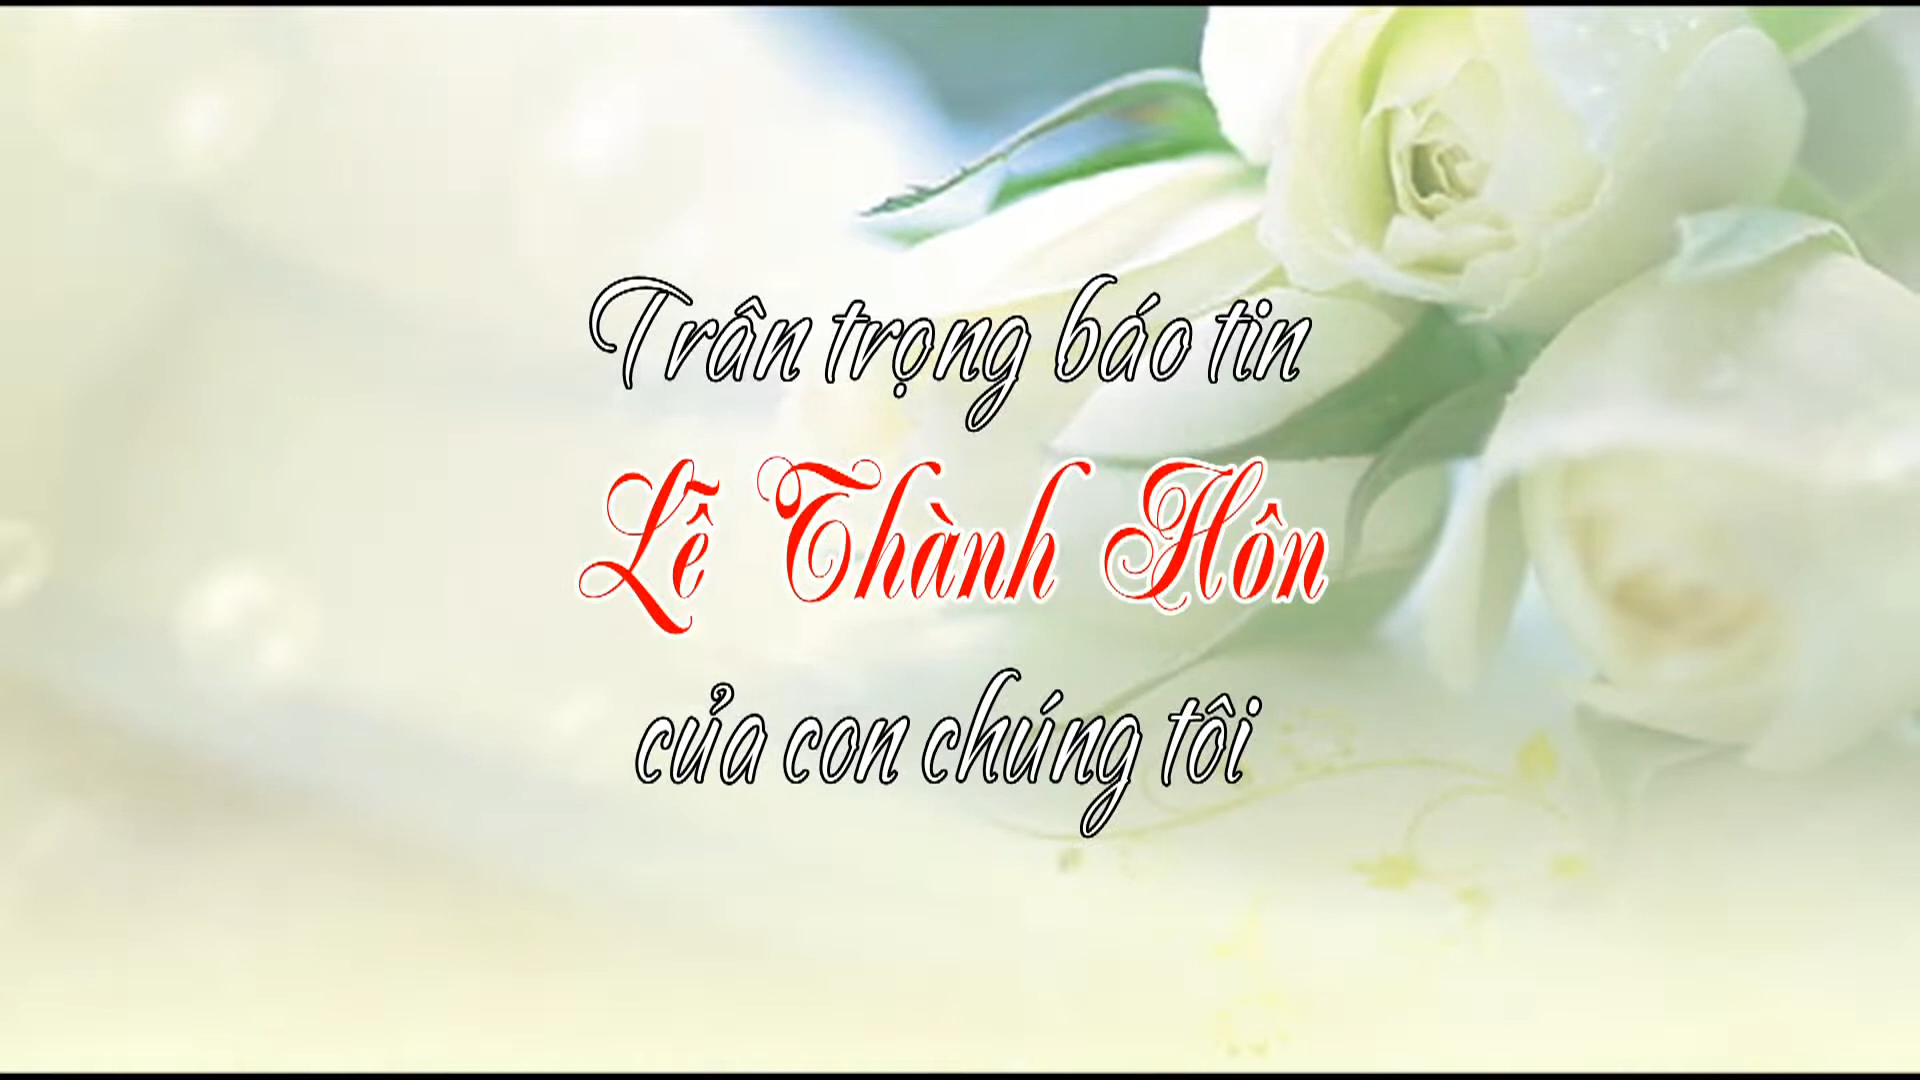 Trân trọng báo tin
Lễ Thành Hôn
của con chúng tôi